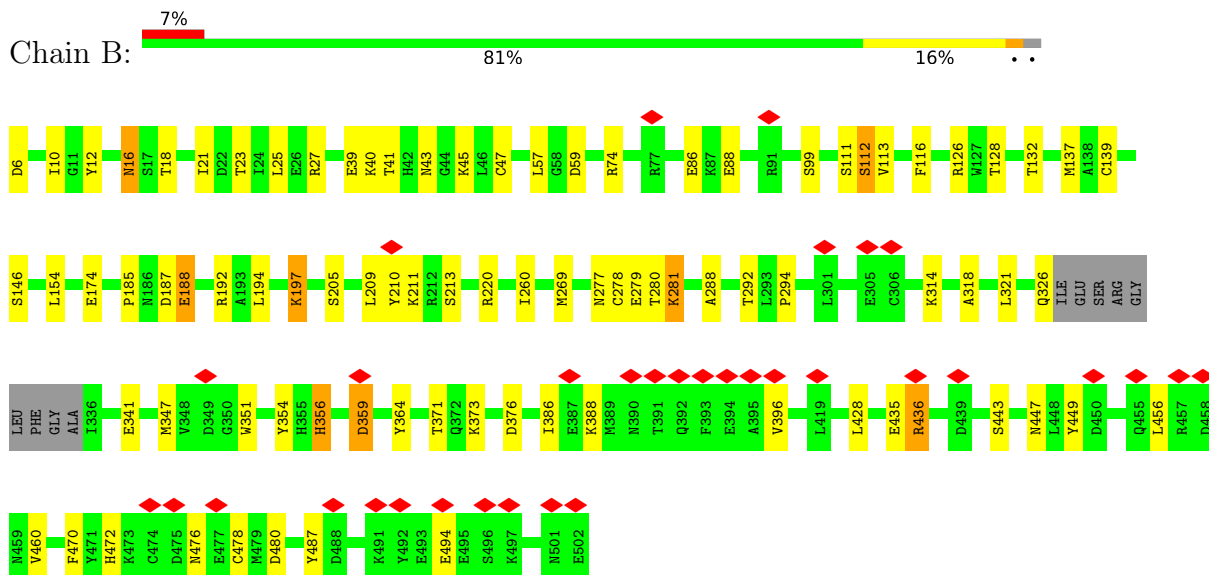 7%
Chain B:
81% 16% • •
D6 I10 G11 Y12 N16 S17 T18 I21 D22 T23 I24 L25 E26 R27 E39 K40 T41 H42 N43 G44 K45 L46 C47 L57 G58 D59 R74 R77 E86 K87 E88 R91 S99 S111 S112 V113 F116 R126 W127 T128 T132 M137 A138 C139
S146 L154 E174 P185 N186 D187 E188 R192 A193 L194 K197 S205 L209 Y210 K211 R212 S213 R220 I260 M269 N277 C278 E279 T280 K281 A288 T292 L293 P294 L301 E305 C306 K314 A318 L321 Q326 ILE GLU SER ARG GLY
LEU PHE GLY ALA I336 E341 M347 V348 D349 G350 W351 Y354 H355 H356 D359 Y364 T371 Q372 K373 D376 I386 E387 K388 M389 N390 T391 Q392 F393 E394 A395 V396 L419 L428 E435 R436 D439 S443 N447 L448 Y449 D450 Q455 L456 R457 D458
N459 V460 F470 Y471 H472 K473 C474 D475 N476 E477 C478 M479 D480 Y487 D488 K491 Y492 E493 E494 E495 S496 K497 N501 E502